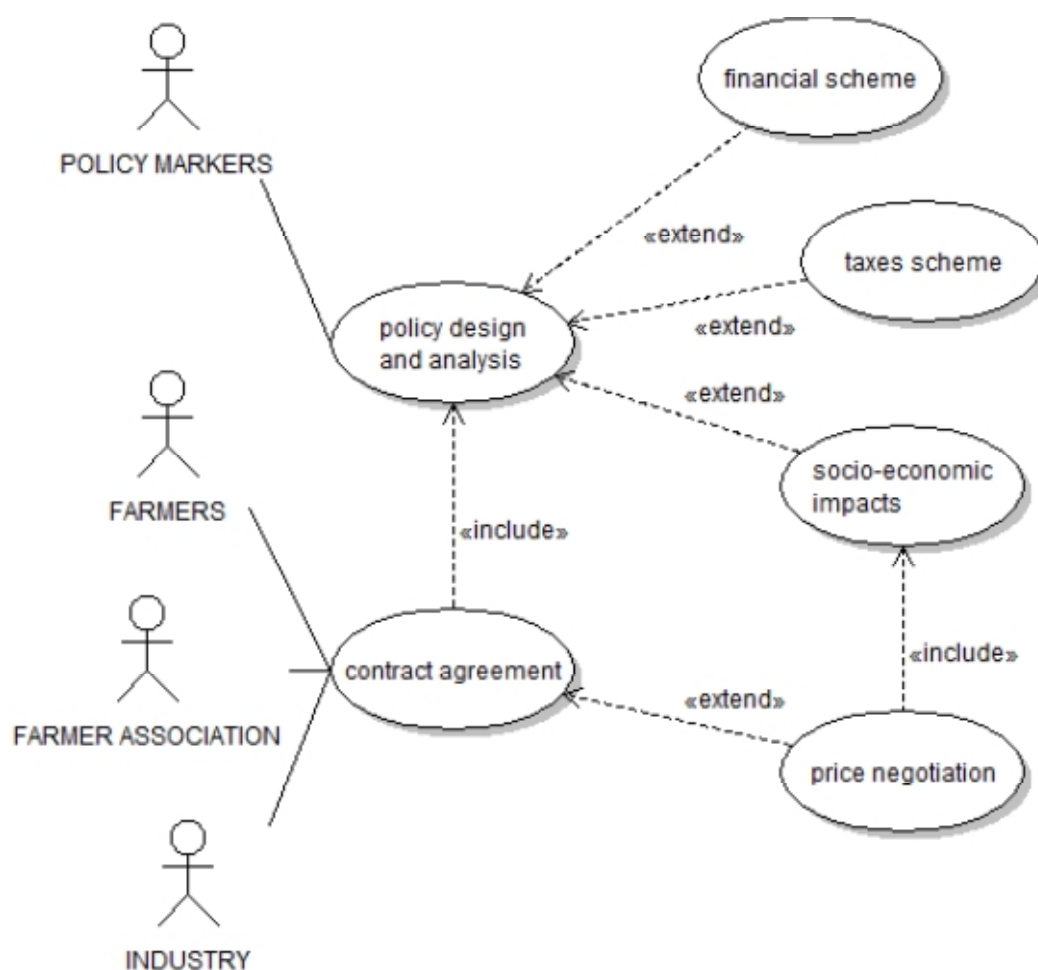 financial scheme
POLICY MARKERS
«extend»
taxes scheme
policy design
and analysis
«extend»
«extend»
socio-economic
impacts
FARMERS
«include»
«include»
contract agreement
«extend»
FARMER ASSOCIATION
price negotiation
INDUSTRY